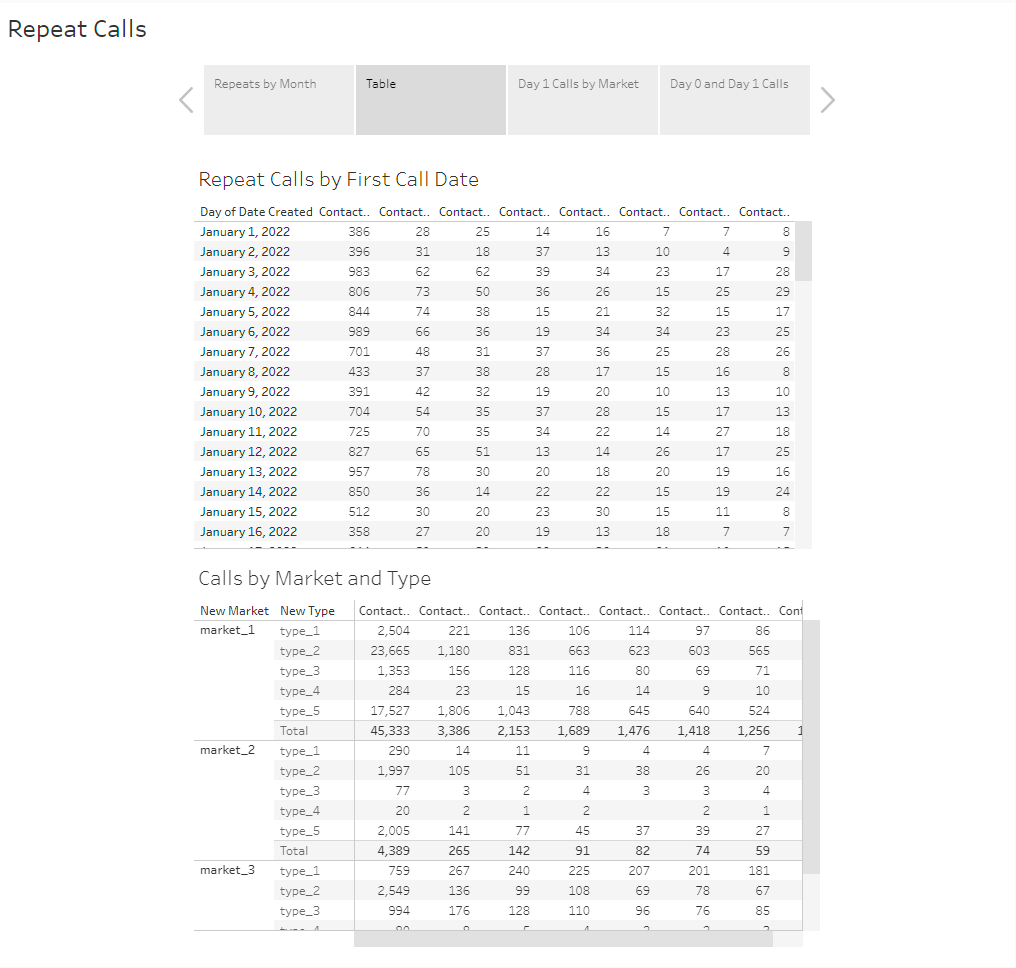 Repeat Calls
Repeats by Month Table Day 1 Calls by Market Day 0 and Day 1 Calls
Repeat Calls by First Call Date
Day of Date Created Contact.. Contact.. Contact.. Contact.. Contact.. Contact.. Contact.. Contact..
January 1, 2022 386 28 25 14 16 7 7 8
January 2, 2022 396 31 18 37 13 10 4 9
January 3, 2022 983 62 62 39 34 23 17 28
January 4, 2022 806 73 50 36 26 15 25 29
January 5, 2022 844 74 38 15 21 32 15 17
January 6, 2022 989 66 36 19 34 34 23 25
January 7, 2022 701 48 31 37 36 25 28 26
January 8, 2022 433 37 38 28 17 15 16 8
January 9, 2022 391 42 32 19 20 10 13 10
January 10, 2022 704 54 35 37 28 15 17 13
January 11, 2022 725 70 35 34 22 14 27 18
January 12, 2022 827 65 51 13 14 26 17 25
January 13, 2022 957 78 30 20 18 20 19 16
January 14, 2022 850 36 14 22 22 15 19 24
January 15, 2022 512 30 20 23 30 15 11 8
January 16, 2022 358 27 20 19 13 18 7 7
Calls by Market and Type
New Market New Type Contact.. Contact.. Contact.. Contact.. Contact.. Contact.. Contact.. Cont
market_1 type_1 2,504 221 136 106 114 97 86
type_2 23,665 1,180 831 663 623 603 565
type_3 1,353 156 128 116 80 69 71
type_4 284 23 15 16 14 9 10
type_5 17,527 1,806 1,043 788 645 640 524
Total 45,333 3,386 2,153 1,689 1,476 1,418 1,256 1
market_2 type_1 290 14 11 9 4 4 7
type_2 1,997 105 51 31 38 26 20
type_3 77 3 2 4 3 3 4
type_4 20 2 1 2 2 1
type_5 2,005 141 77 45 37 39 27
Total 4,389 265 142 91 82 74 59
market_3 type_1 759 267 240 225 207 201 181
type_2 2,549 136 99 108 69 78 67
type_3 994 176 128 110 96 76 85